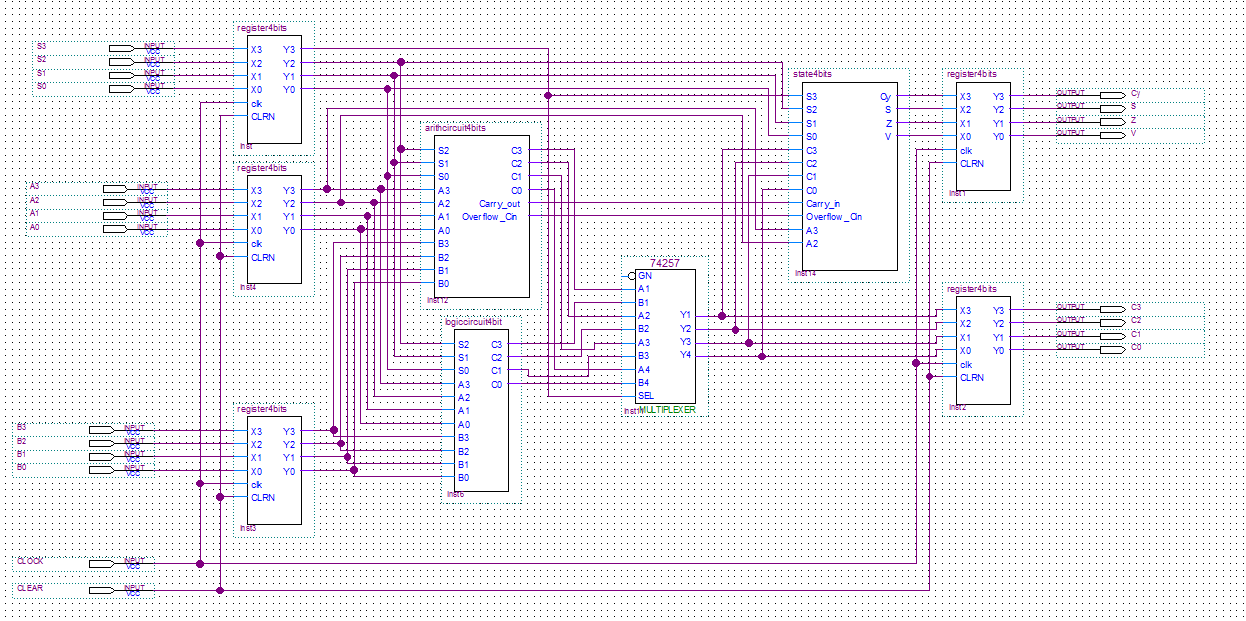 register4bits
S3 INPUT VCC X3 Y3
S2 INPUT VCC X2 Y2
S1 INPUT VCC X1 Y1
S0 INPUT VCC X0 Y0
clk
CLRN
inst
register4bits
A3 INPUT VCC X3 Y3
A2 INPUT VCC X2 Y2
A1 INPUT VCC X1 Y1
A0 INPUT VCC X0 Y0
clk
CLRN
inst4
register4bits
B3 INPUT VCC X3 Y3
B2 INPUT VCC X2 Y2
B1 INPUT VCC X1 Y1
B0 INPUT VCC X0 Y0
clk
CLRN
inst3
CLOCK INPUT VCC
CLEAR INPUT VCC
arithcircuit4bits
S2 C3
S1 C2
S0 C1
A3 C0
A2 Carry_out
A1 Overflow_Cin
A0
B3
B2
B1
B0
inst12
logiccircuit4bit
S2 C3
S1 C2
S0 C1
A3 C0
A2
A1
A0
B3
B2
B1
B0
inst6
74257
GN
A1
B1
A2 Y1
B2 Y2
A3 Y3
B3 Y4
A4
B4
SEL
MULTIPLEXER
state4bits
S3 Cy
S2 S
S1 Z
S0 V
C3
C2
C1
C0
Carry_in
Overflow_Cin
A3
A2
inst14
register4bits
X3 Y3 OUTPUT Cy
X2 Y2 OUTPUT S
X1 Y1 OUTPUT Z
X0 Y0 OUTPUT V
clk
CLRN
inst1
register4bits
X3 Y3 OUTPUT C3
X2 Y2 OUTPUT C2
X1 Y1 OUTPUT C1
X0 Y0 OUTPUT C0
clk
CLRN
inst2